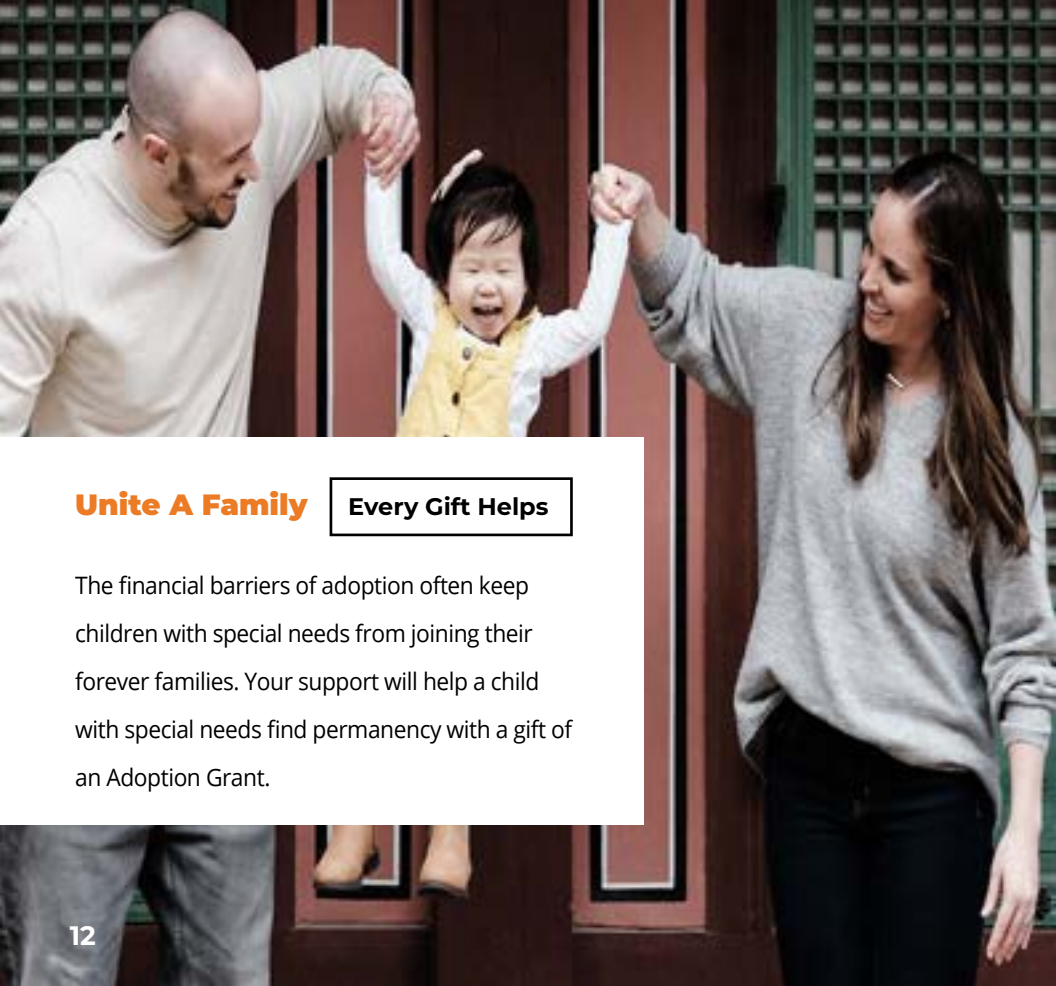 Unite A Family
Every Gift Helps
The financial barriers of adoption often keep
children with special needs from joining their
forever families. Your support will help a child
with special needs find permanency with a gift of
an Adoption Grant.
12